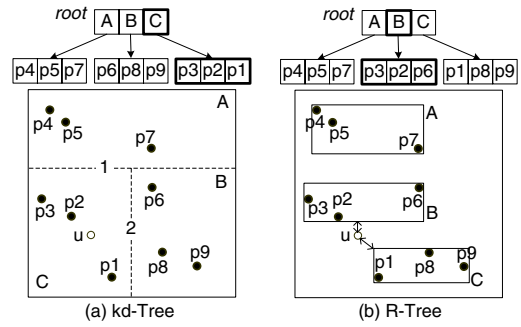 root
A B C
p4 p5 p7 p6 p8 p9 p3 p2 p1
A
p4
p5
p7
1
B
p3
p2
p6
u
2
p8
p9
p1
C
(a) kd-Tree
root
A B C
p4 p5 p7 p3 p2 p6 p1 p8 p9
A
p4
p5
p7
p3
p2
p6
B
u
p1
p8
p9
C
(b) R-Tree